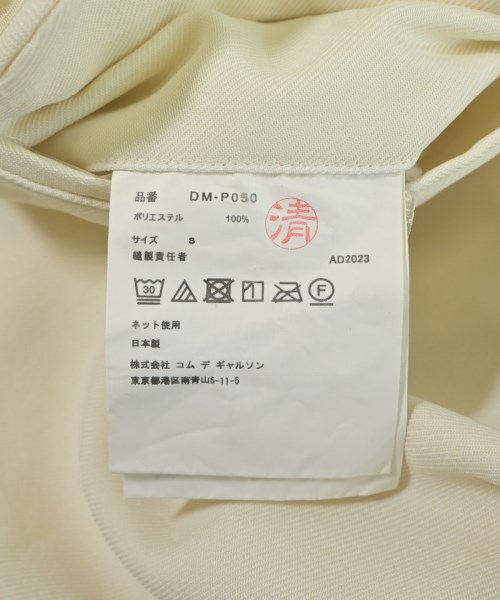 品番 DM-P050
ポリエステル 100%
清
サイズ S
縫製責任者 AD2023
30 F
ネット使用
日本製
株式会社 コム デ ギャルソン
東京都港区南青山5-11-5